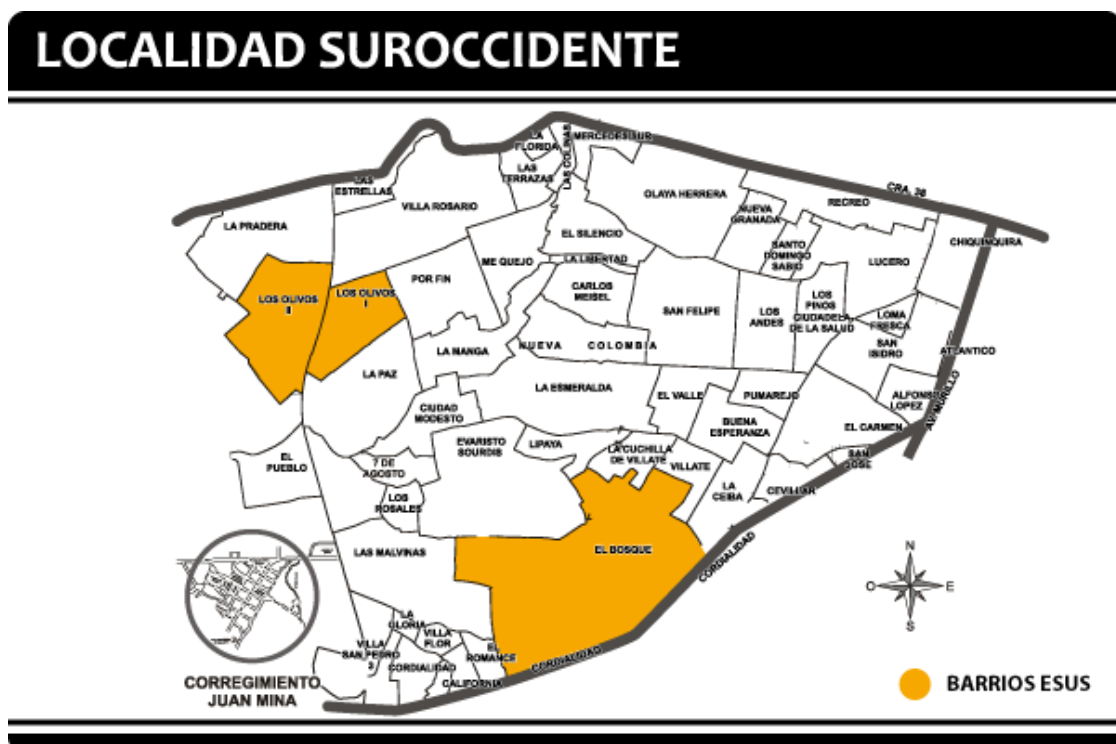 LOCALIDAD SUROCCIDENTE
LA
FLORIDA
MERCEDES SUR
LAS COLINAS
LAS
TERRAZAS
LAS
ESTRELLAS
VILLA ROSARIO
OLAYA HERRERA
CRA. 38
RECREO
NUEVA
GRANADA
LA PRADERA
EL SILENCIO
SANTO
DOMINGO
SABIO
CHIQUINQUIRA
LA LIBERTAD
ME QUEJO
LUCERO
POR FIN
CARLOS
MEISEL
LOS OLIVOS
II
LOS OLIVOS
I
SAN FELIPE
LOS
ANDES
LOS
PINOS
CIUDADELA
DE LA SALUD
LOMA
FRESCA
SAN
ISIDRO
ATLANTICO
LA MANGA
NUEVA COLOMBIA
LA PAZ
LA ESMERALDA
EL VALLE
PUMAREJO
ALFONSO
LOPEZ
AV. MURILLO
CIUDAD
MODESTO
BUENA
ESPERANZA
EL CARMEN
EVARISTO
SOURDIS
LIPAYA
LA CUCHILLA
DE VILLATE
VILLATE
SAN
JOSE
EL
PUEBLO
7 DE
AGOSTO
LA
CEIBA
CEVILLAR
LOS
ROSALES
LAS MALVINAS
EL BOSQUE
CORDIALIDAD
N
O
E
S
LA
GLORIA
VILLA
FLOR
VILLA
SAN PEDRO
2
EL
ROMANCE
CORDIALIDAD
CORDIALIDAD
CALIFORNIA
CORREGIMIENTO
JUAN MINA
BARRIOS ESUS